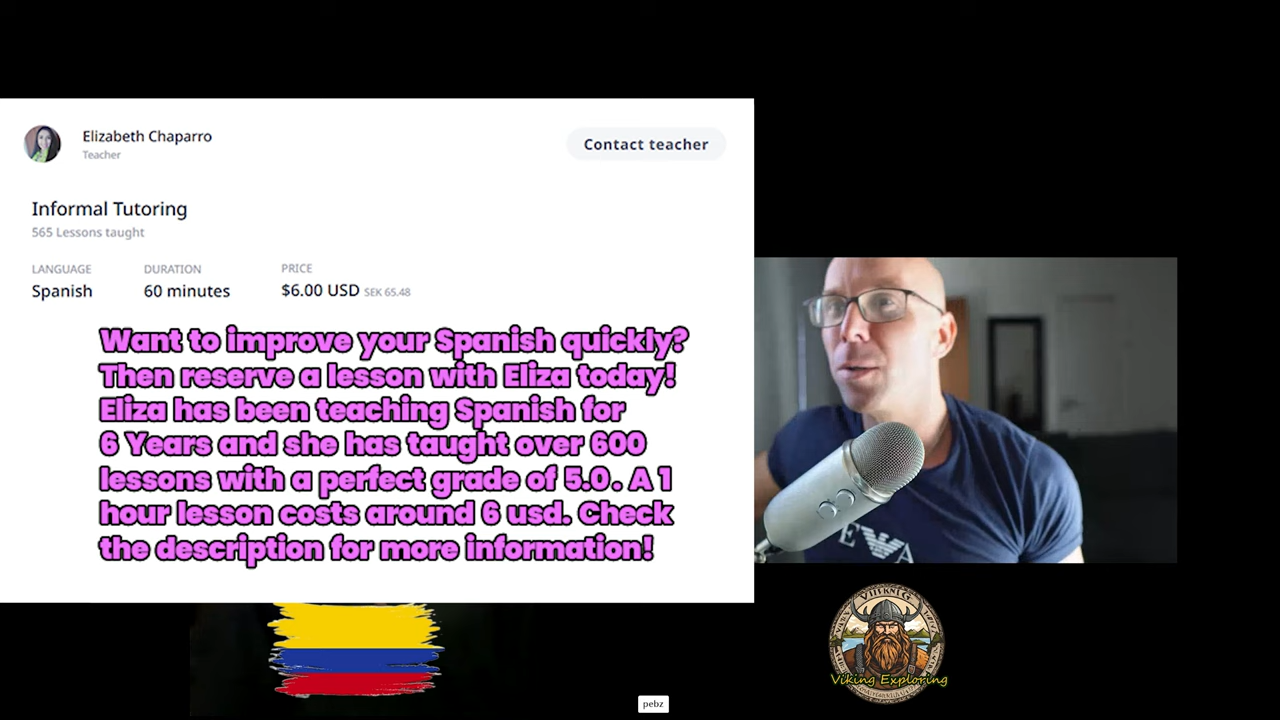 Elizabeth Chaparro
Teacher
Contact teacher
Informal Tutoring
565 Lessons taught
LANGUAGE DURATION PRICE
Spanish 60 minutes $6.00 USD SEK 65.48
Want to improve your Spanish quickly?
Then reserve a lesson with Eliza today!
Eliza has been teaching Spanish for
6 Years and she has taught over 600
lessons with a perfect grade of 5.0. A 1
hour lesson costs around 6 usd. Check
the description for more information!
Viking Exploring
pebz